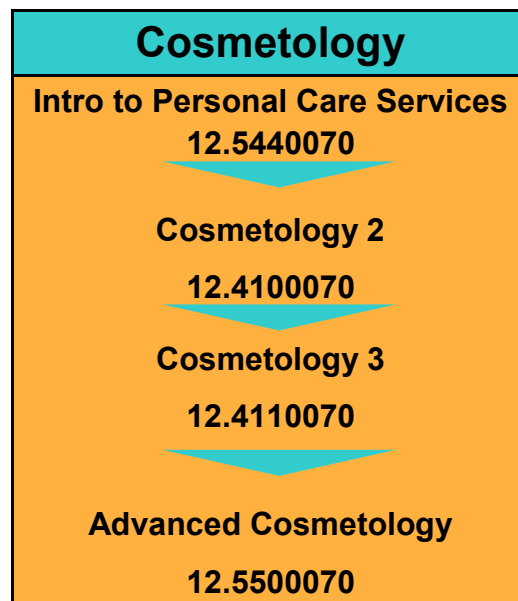 Cosmetology
Intro to Personal Care Services
12.5440070
Cosmetology 2
12.4100070
Cosmetology 3
12.4110070
Advanced Cosmetology
12.5500070